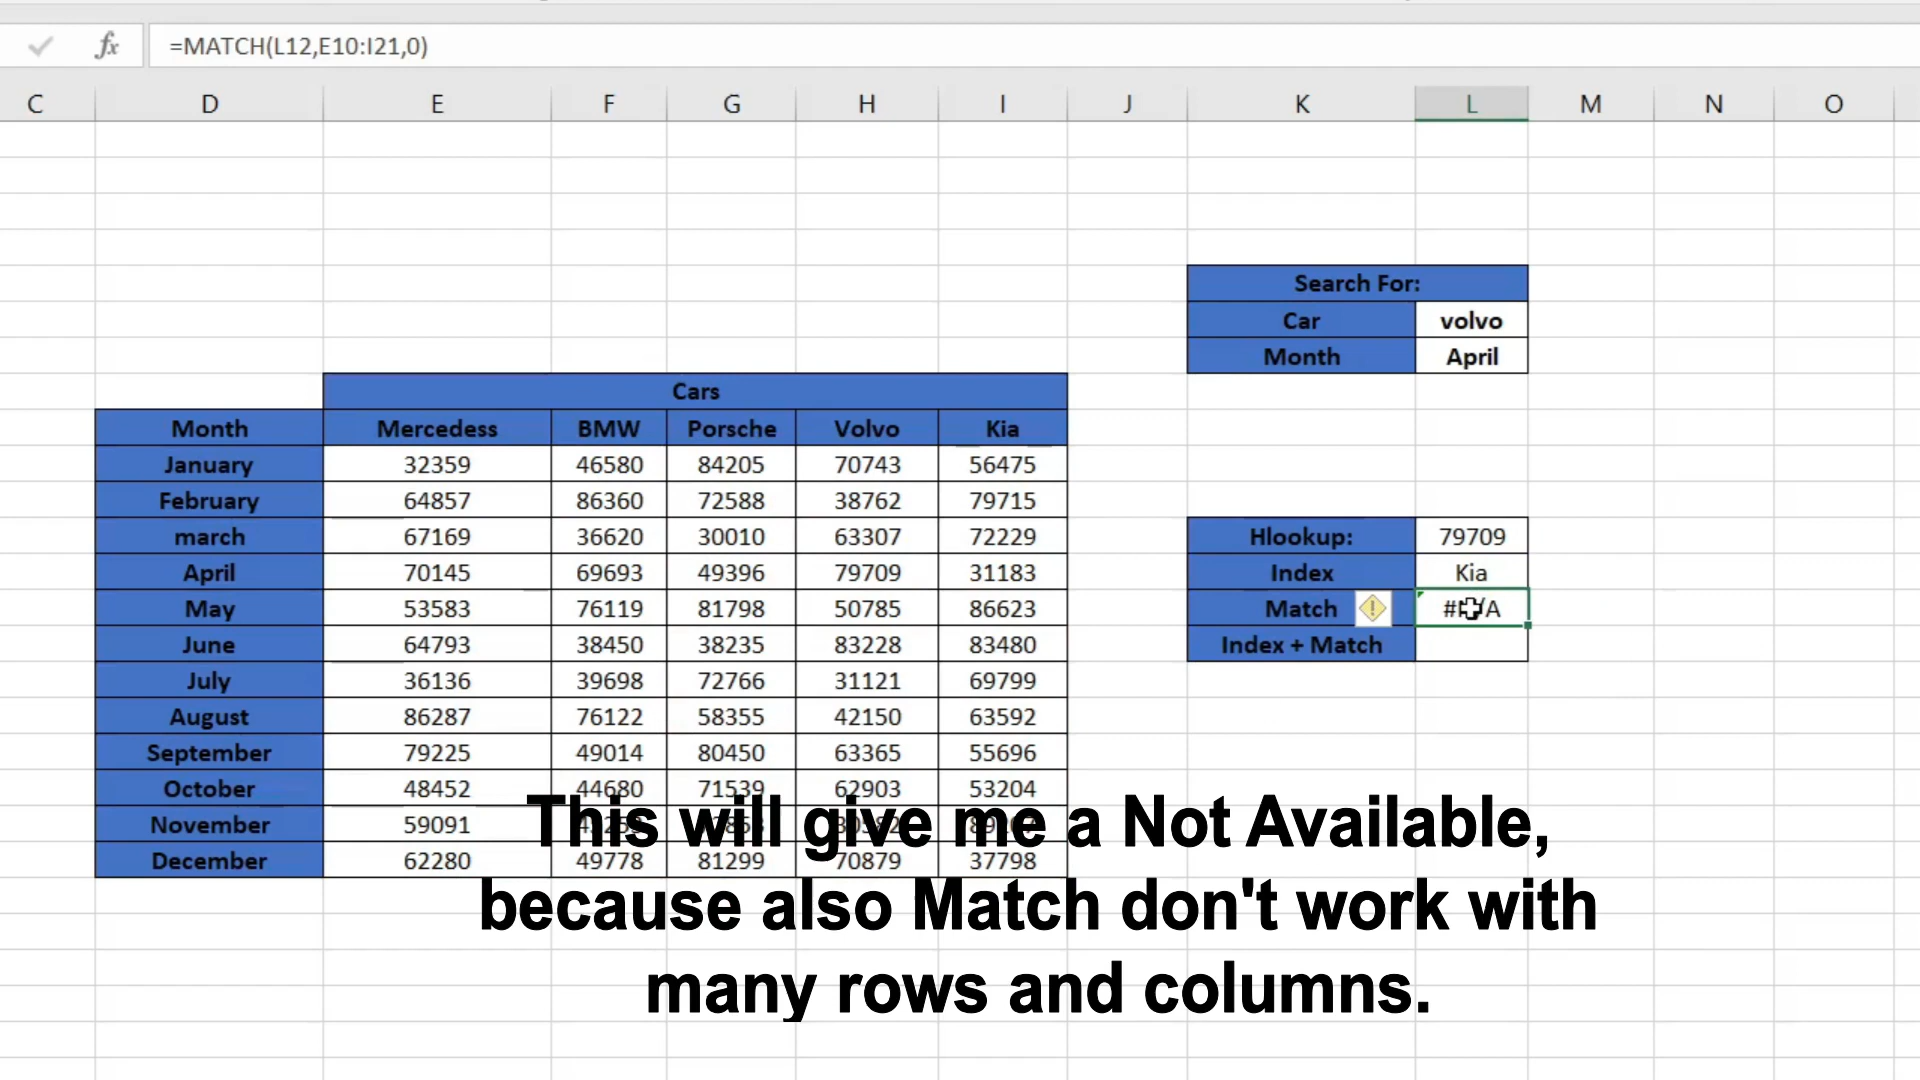 fx =MATCH(L12,E10:I21,0)
C D E F G H I J K L M N O
Search For:
Car volvo
Month April
Cars
Month Mercedess BMW Porsche Volvo Kia
January 32359 46580 84205 70743 56475
February 64857 86360 72588 38762 79715
march 67169 36620 30010 63307 72229
April 70145 69693 49396 79709 31183
May 53583 76119 81798 50785 86623
June 64793 38450 38235 83228 83480
July 36136 39698 72766 31121 69799
August 86287 76122 58355 42150 63592
September 79225 49014 80450 63365 55696
October 48452 44680 71539 62903 53204
November 59091
December 62280 49778 81299 70879 37798
Hlookup: 79709
Index Kia
Match #N/A
Index + Match
This will give me a Not Available,
because also Match don't work with
many rows and columns.